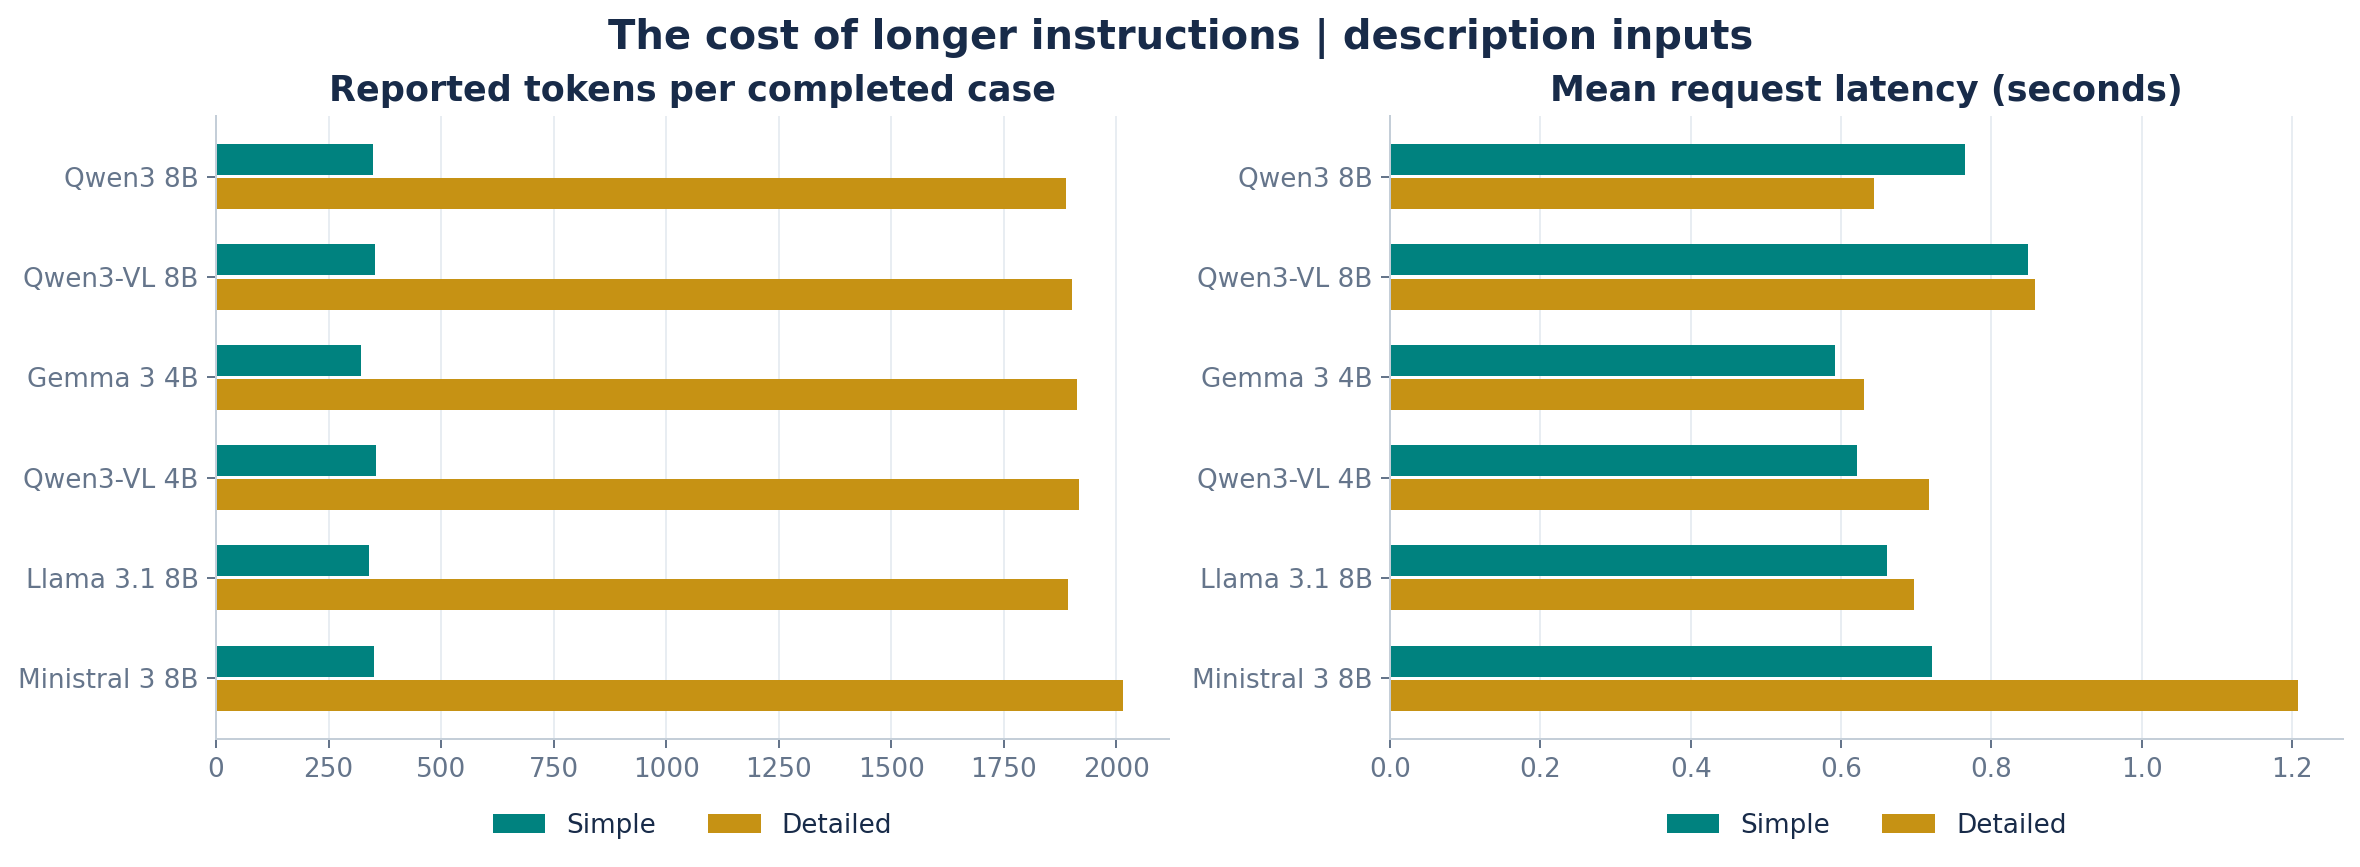 The cost of longer instructions | description inputs
Reported tokens per completed case
Qwen3 8B
Qwen3-VL 8B
Gemma 3 4B
Qwen3-VL 4B
Llama 3.1 8B
Ministral 3 8B
0 250 500 750 1000 1250 1500 1750 2000
Simple Detailed
Mean request latency (seconds)
Qwen3 8B
Qwen3-VL 8B
Gemma 3 4B
Qwen3-VL 4B
Llama 3.1 8B
Ministral 3 8B
0.0 0.2 0.4 0.6 0.8 1.0 1.2
Simple Detailed